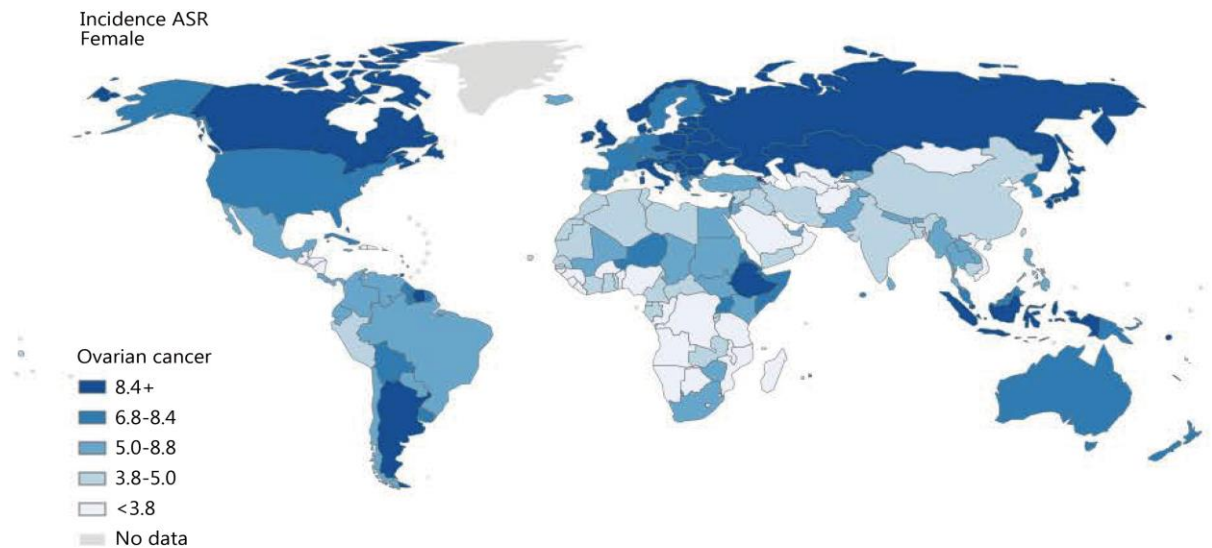 Incidence ASR
Female
Ovarian cancer
8.4+
6.8-8.4
5.0-8.8
3.8-5.0
<3.8
No data